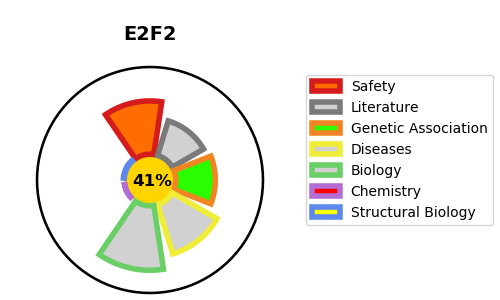 E2F2
41%
Safety
Literature
Genetic Association
Diseases
Biology
Chemistry
Structural Biology